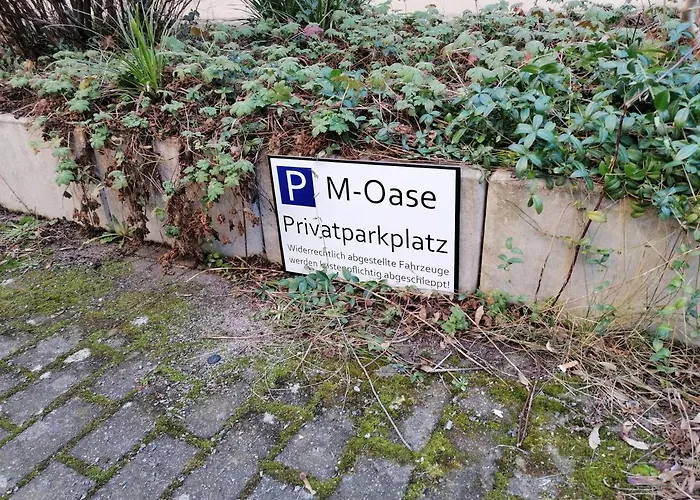 P M-Oase
Privatparkplatz
Widerrechtlich abgestellte Fahrzeuge
werden kostenpflichtig abgeschleppt!